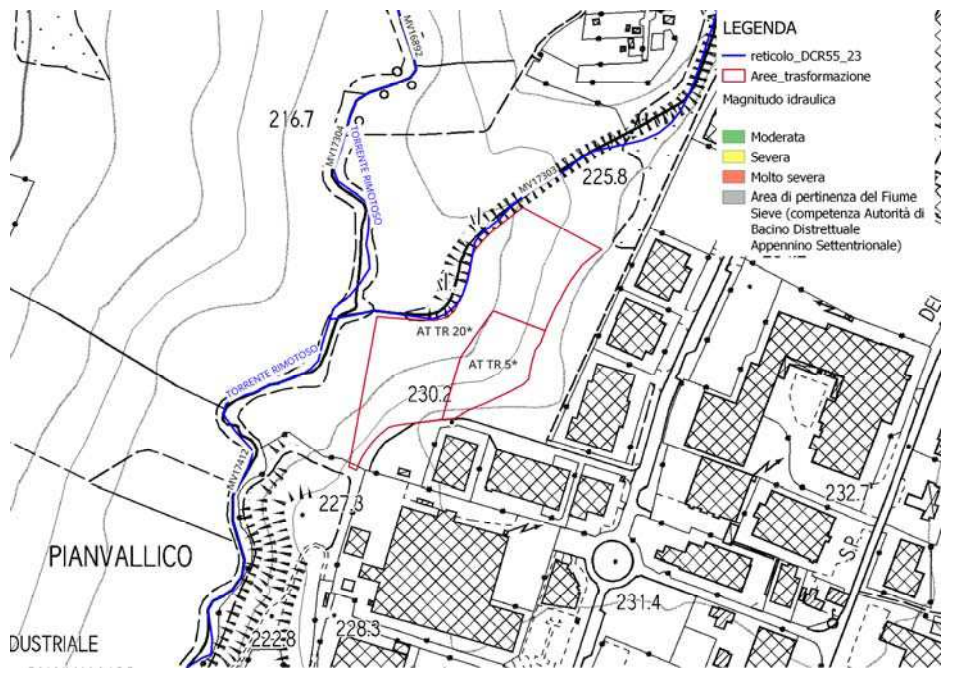 LEGENDA
reticolo_DCR55_23
Aree_trasformazione
Magnitudo idraulica
Moderata
Severa
Molto severa
Area di pertinenza del Fiume
Sieve (competenza Autorità di
Bacino Distrettuale
Appennino Settentrionale)
MV16892
216.7
MV17304
TORRENTE RIMOTOSO
MV17303
225.8
AT TR 20*
AT TR 5*
230.2
TORRENTE RIMOTOSO
MV17412
227.3
232.7
PIANVALLICO
S.P.
DEL
231.4
222.8
228.3
DUSTRIALE